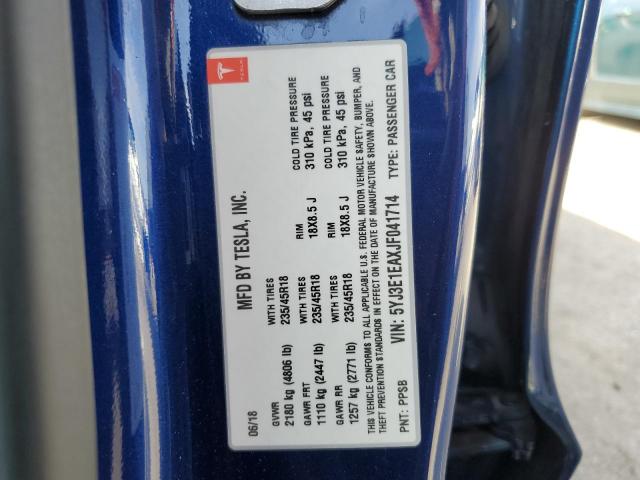 TESLA
06/18 MFD BY TESLA, INC.
GVWR WITH TIRES
2180 kg (4806 lb) 235/45R18
GAWR FRT WITH TIRES RIM COLD TIRE PRESSURE
1110 kg (2447 lb) 235/45R18 18X8.5 J 310 kPa, 45 psi
GAWR RR WITH TIRES RIM COLD TIRE PRESSURE
1257 kg (2771 lb) 235/45R18 18X8.5 J 310 kPa, 45 psi
THIS VEHICLE CONFORMS TO ALL APPLICABLE U.S. FEDERAL MOTOR VEHICLE SAFETY, BUMPER, AND
THEFT PREVENTION STANDARDS IN EFFECT ON THE DATE OF MANUFACTURE SHOWN ABOVE.
PNT: PPSB VIN: 5YJ3E1EAXJF041714 TYPE: PASSENGER CAR